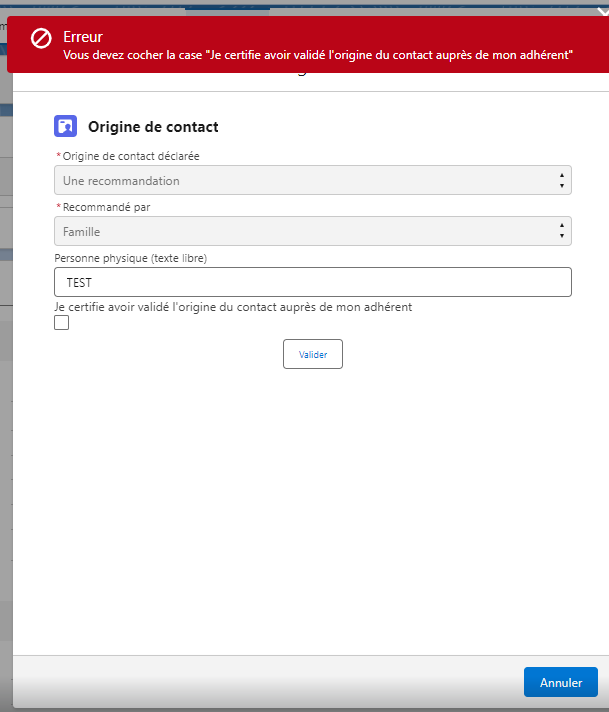 Erreur
Vous devez cocher la case "Je certifie avoir validé l'origine du contact auprès de mon adhérent"
Origine de contact
*Origine de contact déclarée
Une recommandation
*Recommandé par
Famille
Personne physique (texte libre)
TEST
Je certifie avoir validé l'origine du contact auprès de mon adhérent
Valider
Annuler